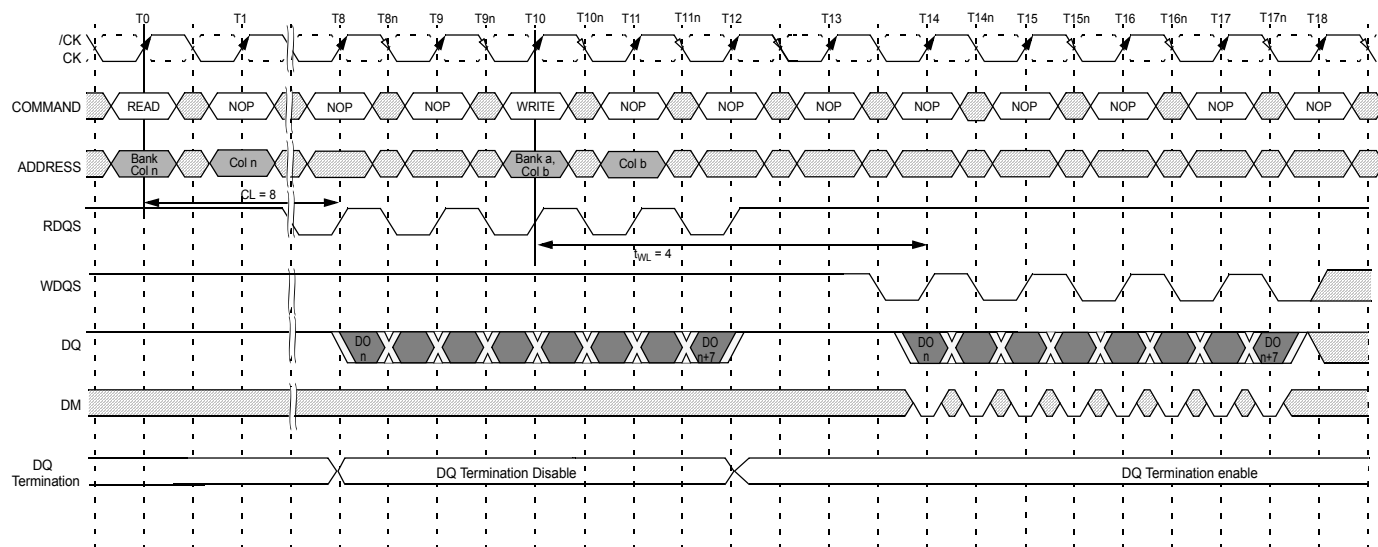 T0 T1 T8 T8n T9 T9n T10 T10n T11 T11n T12 T13 T14 T14n T15 T15n T16 T16n T17 T17n T18
/CK
CK
COMMAND READ NOP NOP NOP WRITE NOP NOP NOP NOP NOP NOP NOP NOP
ADDRESS Bank Col n Col n Bank a, Col b Col b
CL = 8
RDQS
tWL = 4
WDQS
DQ DO n DO n+7 DO n DO n+7
DM
DQ Termination DQ Termination Disable DQ Termination enable